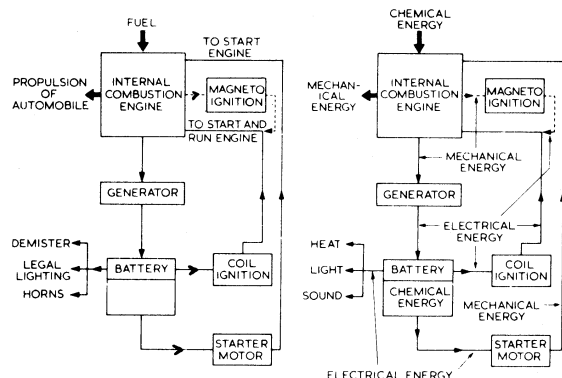 FUEL
TO START
ENGINE
PROPULSION
OF
AUTOMOBILE
INTERNAL
COMBUSTION
ENGINE
MAGNETO
IGNITION
TO START AND
RUN ENGINE
GENERATOR
DEMISTER
LEGAL
LIGHTING
HORNS
BATTERY
COIL
IGNITION
STARTER
MOTOR
CHEMICAL
ENERGY
MECHAN-
ICAL
ENERGY
INTERNAL
COMBUSTION
ENGINE
MAGNETO
IGNITION
MECHANICAL
ENERGY
GENERATOR
ELECTRICAL
ENERGY
HEAT
LIGHT
SOUND
BATTERY
CHEMICAL
ENERGY
COIL
IGNITION
MECHANICAL
ENERGY
STARTER
MOTOR
ELECTRICAL ENERGY